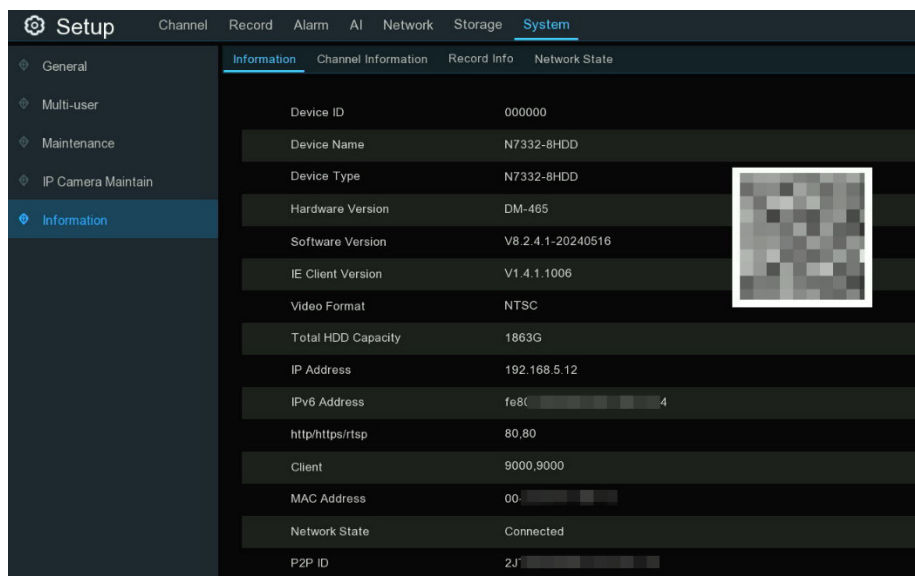 Setup Channel Record Alarm AI Network Storage System
General
Multi-user
Maintenance
IP Camera Maintain
Information
Information Channel Information Record Info Network State
Device ID 000000
Device Name N7332-8HDD
Device Type N7332-8HDD
Hardware Version DM-465
Software Version V8.2.4.1-20240516
IE Client Version V1.4.1.1006
Video Format NTSC
Total HDD Capacity 1863G
IP Address 192.168.5.12
IPv6 Address
http/https/rtsp 80,80
Client 9000,9000
MAC Address 00-
Network State Connected
P2P ID